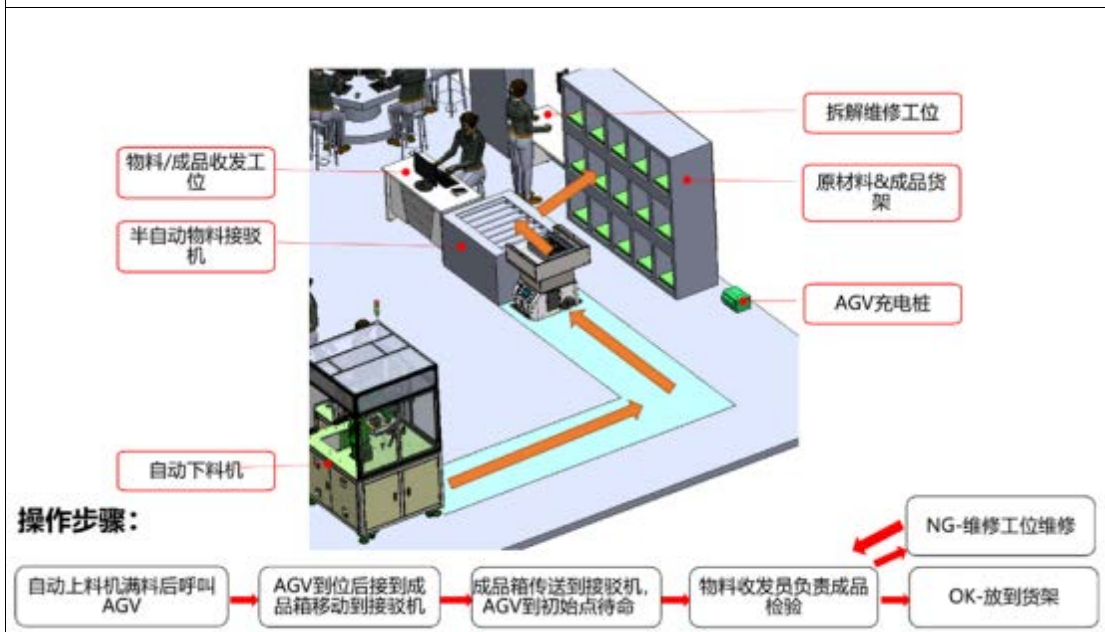 拆解维修工位
物料/成品收发工
位
原材料&成品货
架
半自动物料接驳
机
AGV充电桩
自动下料机
操作步骤：
NG-维修工位维修
自动上料机满料后呼叫
AGV
AGV到位后接到成
品箱移动到接驳机
成品箱传送到接驳机，
AGV到初始点待命
物料收发员负责成品
检验
OK-放到货架